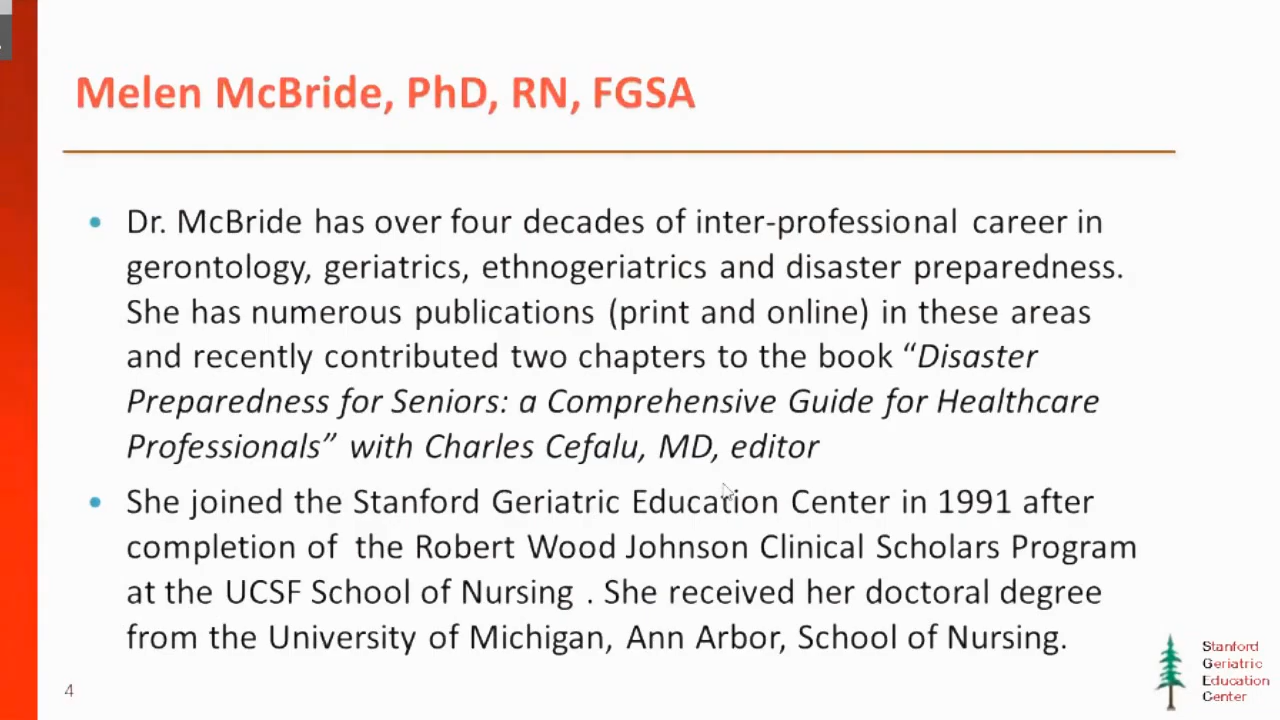 Melen McBride, PhD, RN, FGSA
• Dr. McBride has over four decades of inter-professional career in
gerontology, geriatrics, ethnogeriatrics and disaster preparedness.
She has numerous publications (print and online) in these areas
and recently contributed two chapters to the book “Disaster
Preparedness for Seniors: a Comprehensive Guide for Healthcare
Professionals” with Charles Cefalu, MD, editor
• She joined the Stanford Geriatric Education Center in 1991 after
completion of the Robert Wood Johnson Clinical Scholars Program
at the UCSF School of Nursing . She received her doctoral degree
from the University of Michigan, Ann Arbor, School of Nursing.
4
Stanford
Geriatric
Education
Center